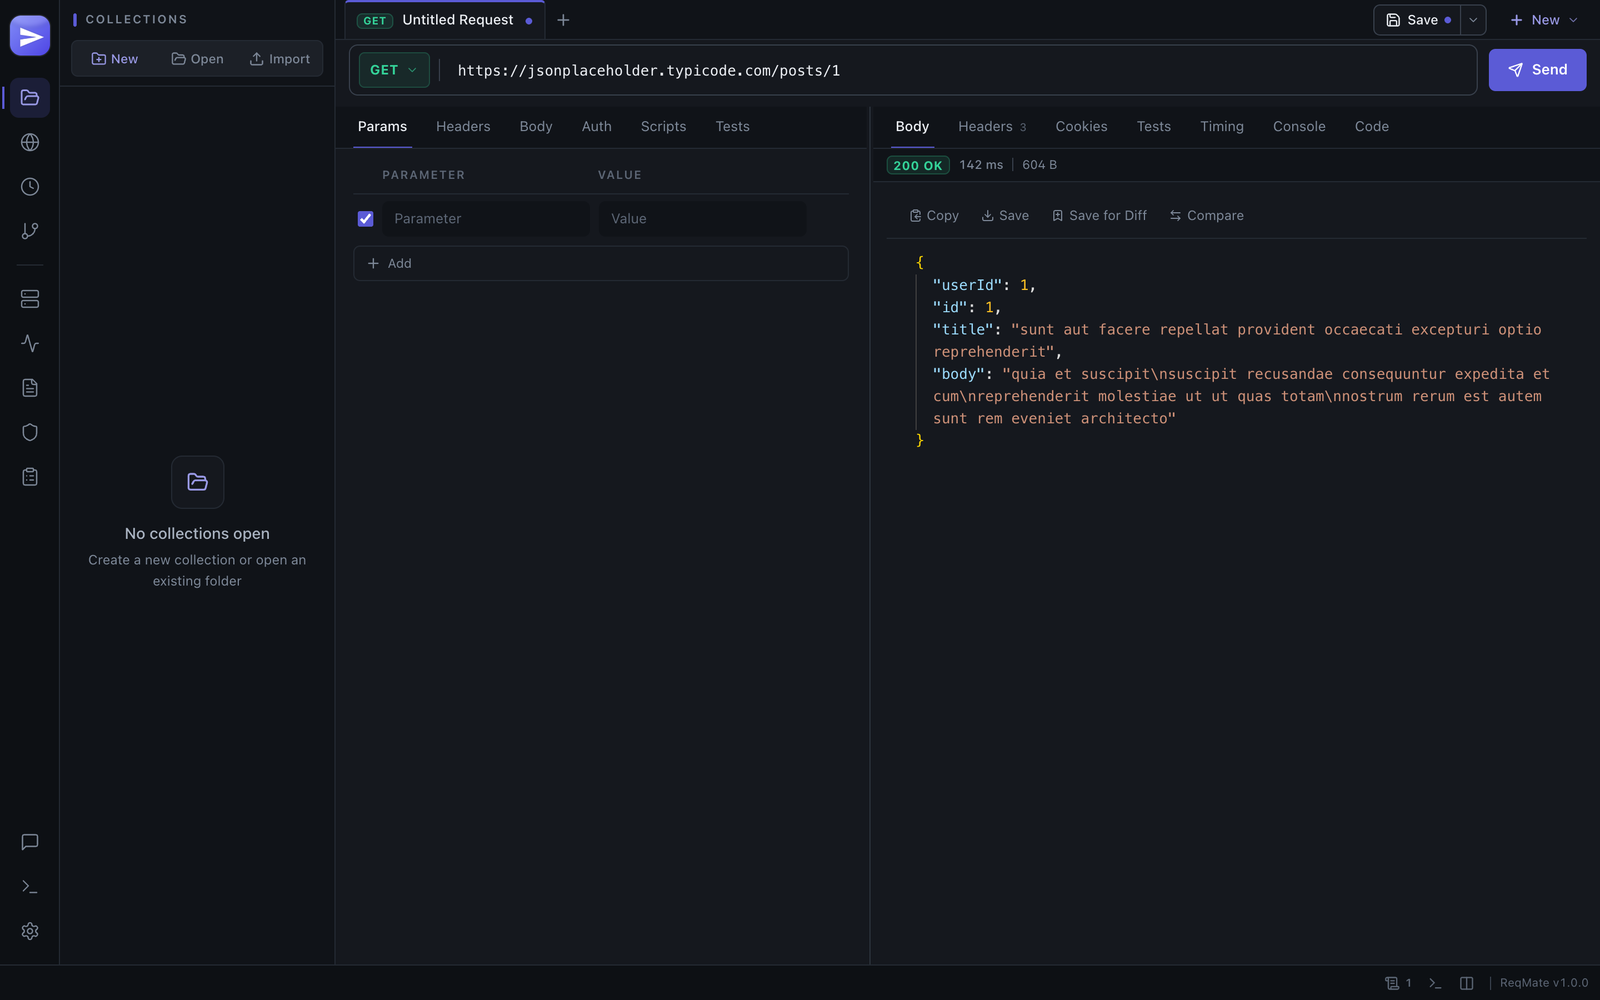 COLLECTIONS
New
Open
Import
No collections open
Create a new collection or open an
existing folder
GET Untitled Request
Save
New
GET
https://jsonplaceholder.typicode.com/posts/1
Send
Params
Headers
Body
Auth
Scripts
Tests
PARAMETER
VALUE
Parameter
Value
Add
Body
Headers 3
Cookies
Tests
Timing
Console
Code
200 OK
142 ms
604 B
Copy
Save
Save for Diff
Compare
{
"userId": 1,
"id": 1,
"title": "sunt aut facere repellat provident occaecati excepturi optio
reprehenderit",
"body": "quia et suscipit\nsuscipit recusandae consequuntur expedita et
cum\nreprehenderit molestiae ut ut quas totam\nnostrum rerum est autem
sunt rem eveniet architecto"
}
1
ReqMate v1.0.0